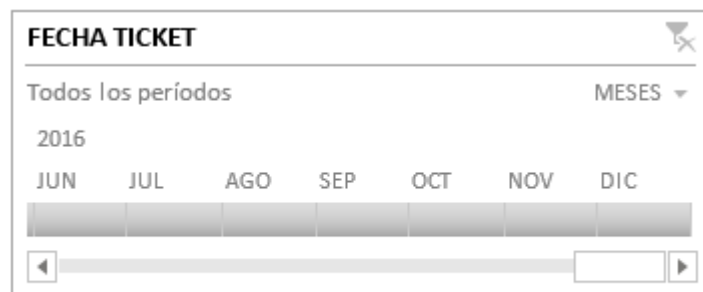 FECHA TICKET
Todos los períodos MESES
2016
JUN JUL AGO SEP OCT NOV DIC